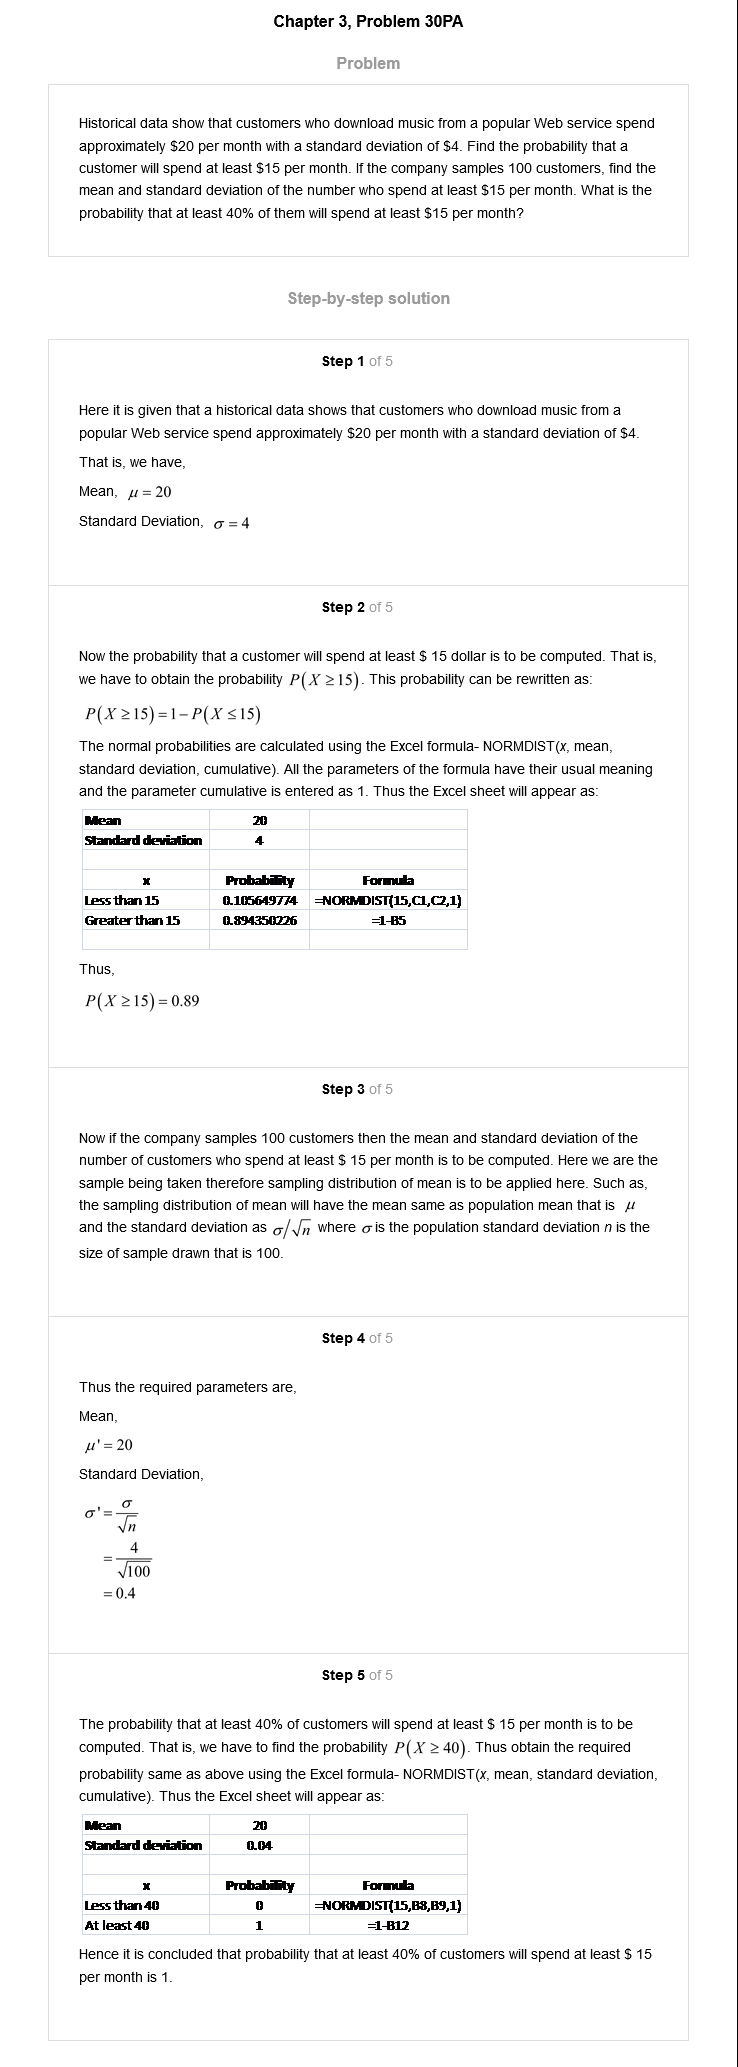 Chapter 3, Problem 30PA
Problem
Historical data show that customers who download music from a popular Web service spend
approximately $20 per month with a standard deviation of $4. Find the probability that a
customer will spend at least $15 per month. If the company samples 100 customers, find the
mean and standard deviation of the number who spend at least $15 per month. What is the
probability that at least 40% of them will spend at least $15 per month?
Step-by-step solution
Step 1 of 5
Here it is given that a historical data shows that customers who download music from a
popular Web service spend approximately $20 per month with a standard deviation of $4.
That is, we have,
Mean, μ = 20
Standard Deviation, σ = 4
Step 2 of 5
Now the probability that a customer will spend at least $ 15 dollar is to be computed. That is,
we have to obtain the probability P(X ≥ 15). This probability can be rewritten as:
P(X ≥ 15) = 1 − P(X ≤ 15)
The normal probabilities are calculated using the Excel formula- NORMDIST(x, mean,
standard deviation, cumulative). All the parameters of the formula have their usual meaning
and the parameter cumulative is entered as 1. Thus the Excel sheet will appear as:
Mean 20
Standard deviation 4
x Probability Formula
Less than 15 0.105649774 =NORMDIST(15,C1,C2,1)
Greater than 15 0.894350226 =1-B5
Thus,
P(X ≥ 15) = 0.89
Step 3 of 5
Now if the company samples 100 customers then the mean and standard deviation of the
number of customers who spend at least $ 15 per month is to be computed. Here we are the
sample being taken therefore sampling distribution of mean is to be applied here. Such as,
the sampling distribution of mean will have the mean same as population mean that is μ
and the standard deviation as σ/√n where σ is the population standard deviation n is the
size of sample drawn that is 100.
Step 4 of 5
Thus the required parameters are,
Mean,
μ' = 20
Standard Deviation,
σ' = σ/√n
= 4/√100
= 0.4
Step 5 of 5
The probability that at least 40% of customers will spend at least $ 15 per month is to be
computed. That is, we have to find the probability P(X ≥ 40). Thus obtain the required
probability same as above using the Excel formula- NORMDIST(x, mean, standard deviation,
cumulative). Thus the Excel sheet will appear as:
Mean 20
Standard deviation 0.04
x Probability Formula
Less than 40 0 =NORMDIST(15,B8,B9,1)
At least 40 1 =1-B12
Hence it is concluded that probability that at least 40% of customers will spend at least $ 15
per month is 1.